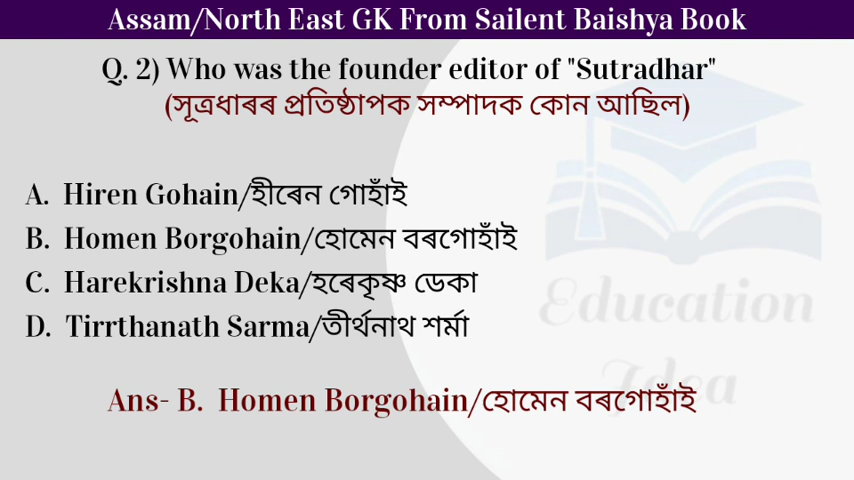 Assam/North East GK From Sailent Baishya Book
Q. 2) Who was the founder editor of "Sutradhar"
(সূত্ৰধাৰৰ প্ৰতিষ্ঠাপক সম্পাদক কোন আছিল)
A. Hiren Gohain/হীৰেন গোহাঁই
B. Homen Borgohain/হোমেন বৰগোহাঁই
C. Harekrishna Deka/হৰেকৃষ্ণ ডেকা
D. Tirrthanath Sarma/তীৰ্থনাথ শৰ্মা
Education
Idea
Ans- B. Homen Borgohain/হোমেন বৰগোহাঁই